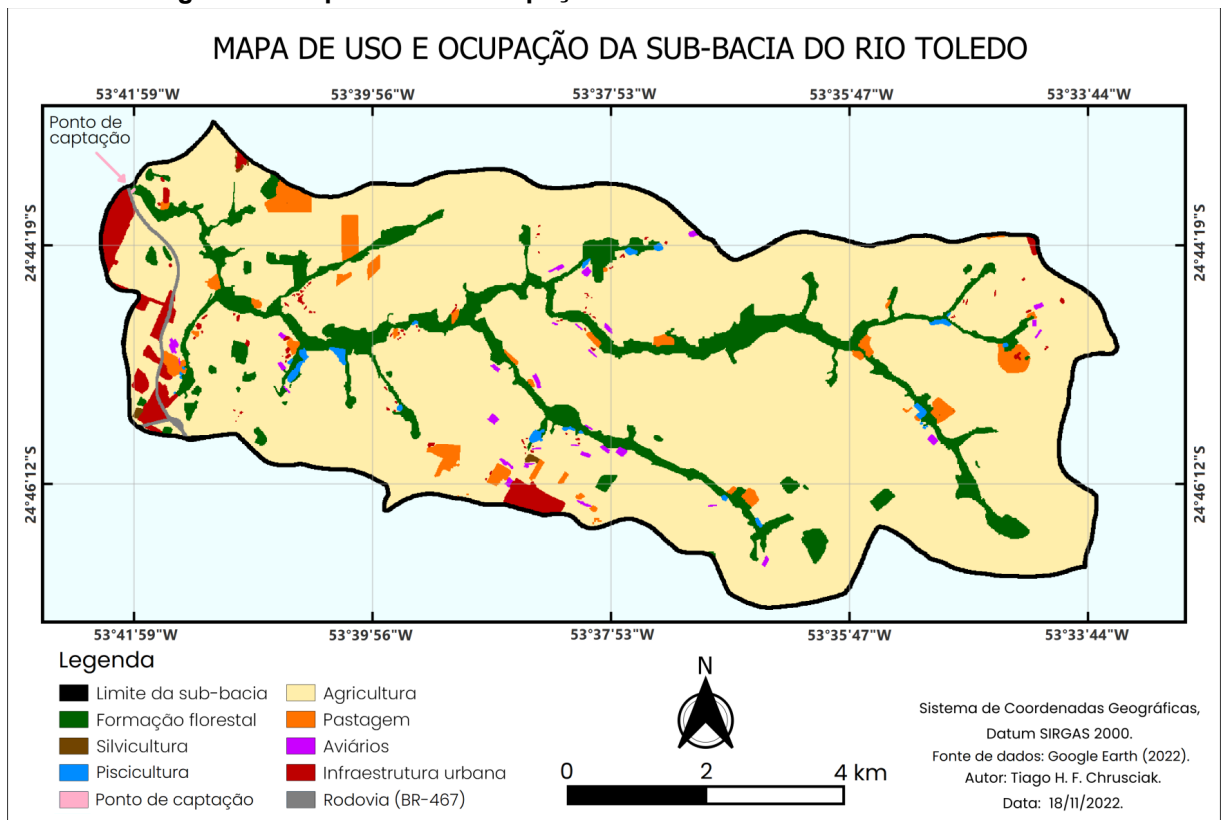 MAPA DE USO E OCUPAÇÃO DA SUB-BACIA DO RIO TOLEDO
53°41'59"W 53°39'56"W 53°37'53"W 53°35'47"W 53°33'44"W
Ponto de
captação
24°44'19"S 24°44'19"S
24°46'12"S 24°46'12"S
53°41'59"W 53°39'56"W 53°37'53"W 53°35'47"W 53°33'44"W
Legenda
Limite da sub-bacia
Formação florestal
Silvicultura
Piscicultura
Ponto de captação
Agricultura
Pastagem
Aviários
Infraestrutura urbana
Rodovia (BR-467)
N
0 2 4 km
Sistema de Coordenadas Geográficas,
Datum SIRGAS 2000.
Fonte de dados: Google Earth (2022).
Autor: Tiago H. F. Chrusciak.
Data: 18/11/2022.